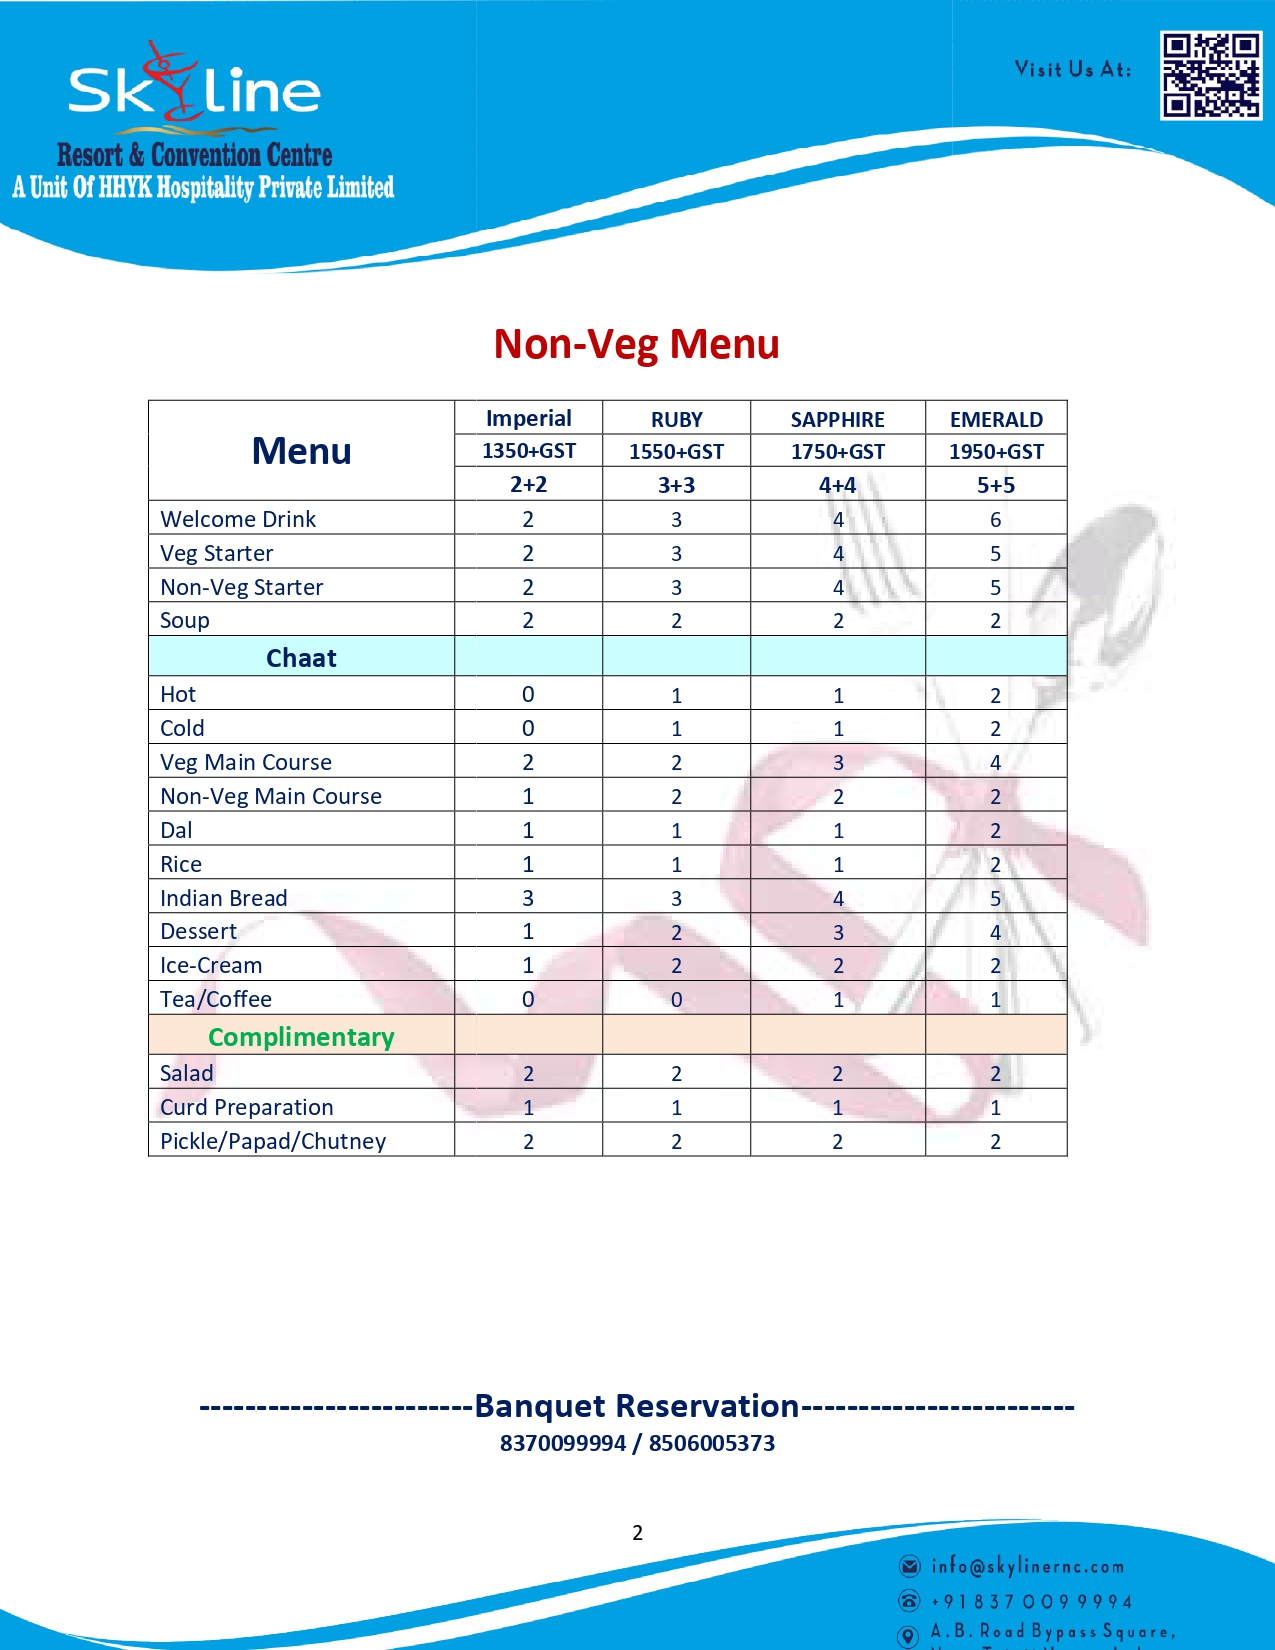 Skyline
Visit Us At:
Resort & Convention Centre
A Unit Of HHYK Hospitality Private Limited
Non-Veg Menu
Menu Imperial RUBY SAPPHIRE EMERALD
1350+GST 1550+GST 1750+GST 1950+GST
2+2 3+3 4+4 5+5
Welcome Drink 2 3 4 6
Veg Starter 2 3 4 5
Non-Veg Starter 2 3 4 5
Soup 2 2 2 2
Chaat
Hot 0 1 1 2
Cold 0 1 1 2
Veg Main Course 2 2 3 4
Non-Veg Main Course 1 2 2 2
Dal 1 1 1 2
Rice 1 1 1 2
Indian Bread 3 3 4 5
Dessert 1 2 3 4
Ice-Cream 1 2 2 2
Tea/Coffee 0 0 1 1
Complimentary
Salad 2 2 2 2
Curd Preparation 1 1 1 1
Pickle/Papad/Chutney 2 2 2 2
------------------------Banquet Reservation------------------------
8370099994 / 8506005373
2
info@skylinernc.com
+918370099994
A.B. Road Bypass Square,